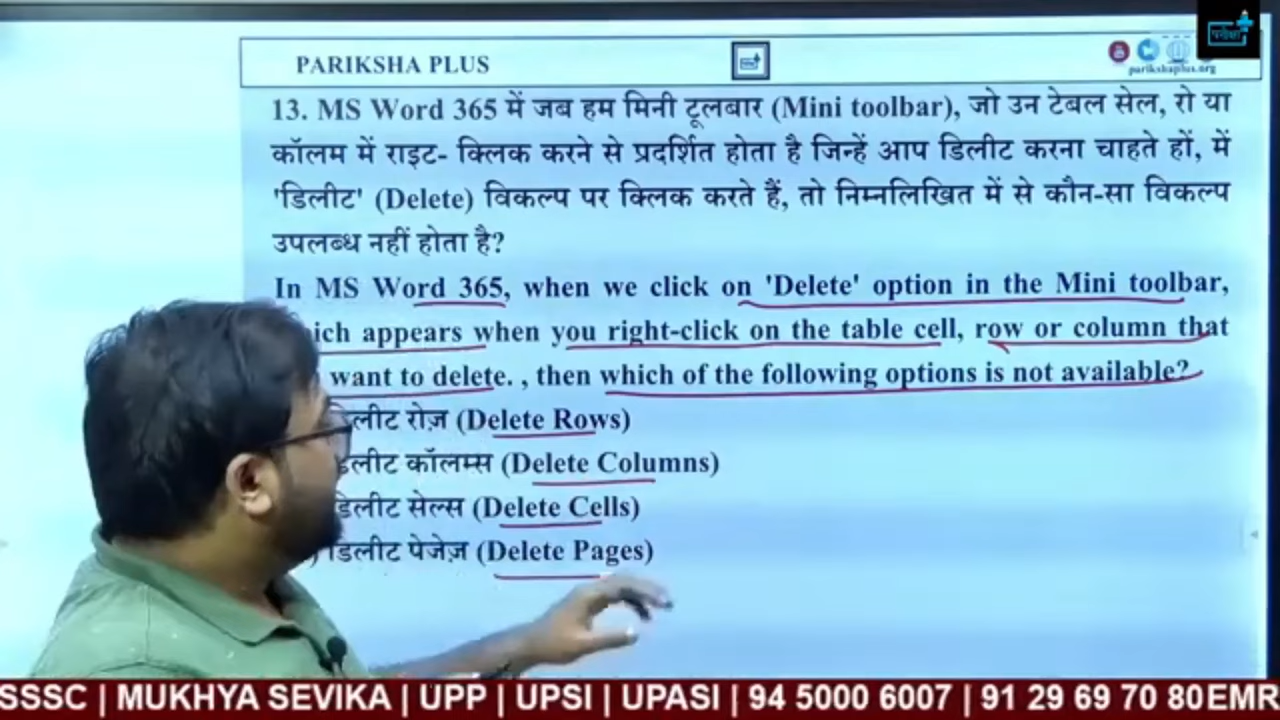 परीक्षा
PARIKSHA PLUS
parikshaplus.org
13. MS Word 365 में जब हम मिनी टूलबार (Mini toolbar), जो उन टेबल सेल, रो या
कॉलम में राइट- क्लिक करने से प्रदर्शित होता है जिन्हें आप डिलीट करना चाहते हों, में
'डिलीट' (Delete) विकल्प पर क्लिक करते हैं, तो निम्नलिखित में से कौन-सा विकल्प
उपलब्ध नहीं होता है?
In MS Word 365, when we click on 'Delete' option in the Mini toolbar,
ich appears when you right-click on the table cell, row or column that
want to delete. , then which of the following options is not available?
लीट रोज़ (Delete Rows)
डिलीट कॉलम्स (Delete Columns)
डिलीट सेल्स (Delete Cells)
) डिलीट पेजेज़ (Delete Pages)
SSSC | MUKHYA SEVIKA | UPP | UPSI | UPASI | 94 5000 6007 | 91 29 69 70 80EMR